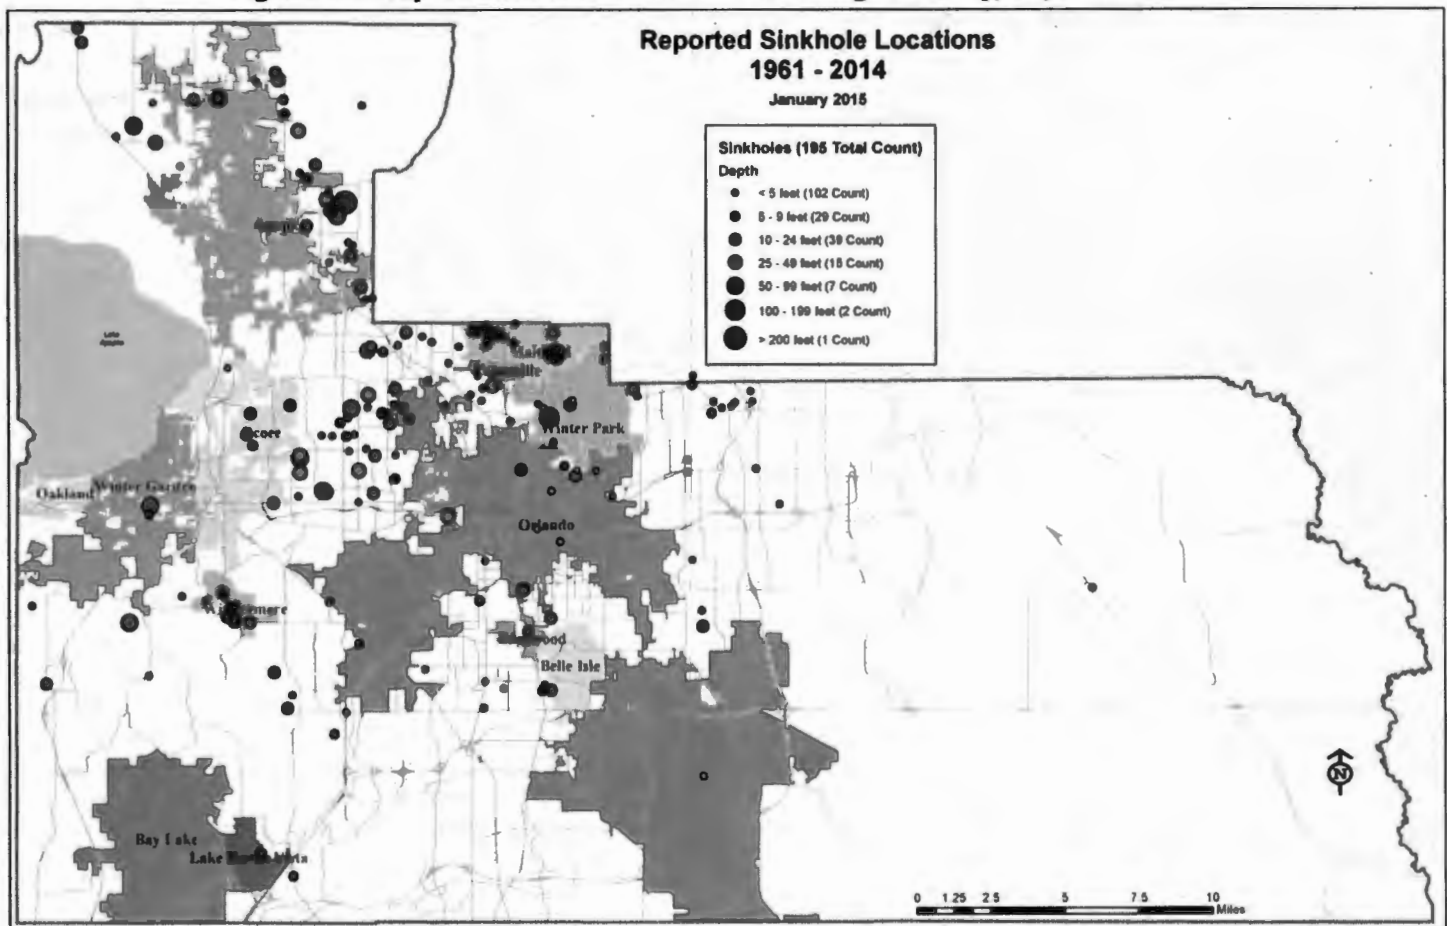 Reported Sinkhole Locations
1961 - 2014
January 2015
Sinkholes (195 Total Count)
Depth
< 5 feet (102 Count)
5 - 9 feet (29 Count)
10 - 24 feet (39 Count)
25 - 49 feet (15 Count)
50 - 99 feet (7 Count)
100 - 199 feet (2 Count)
> 200 feet (1 Count)
Lake
Apopka
Maitland
Winter Park
Oakland
Winter Garden
Orlando
Belle Isle
Bay Lake
N
0 1.25 2.5 5 7.5 10
Miles